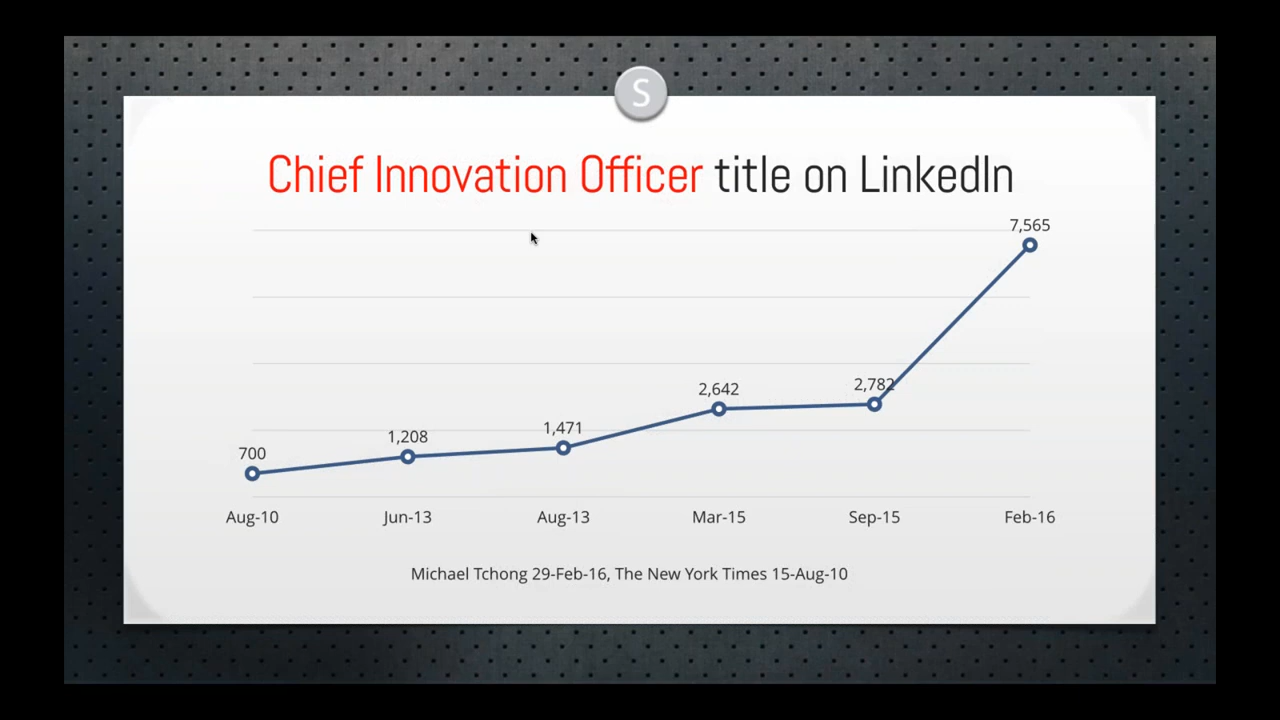 S
Chief Innovation Officer title on LinkedIn
7,565
2,642
2,782
1,471
1,208
700
Aug-10 Jun-13 Aug-13 Mar-15 Sep-15 Feb-16
Michael Tchong 29-Feb-16, The New York Times 15-Aug-10